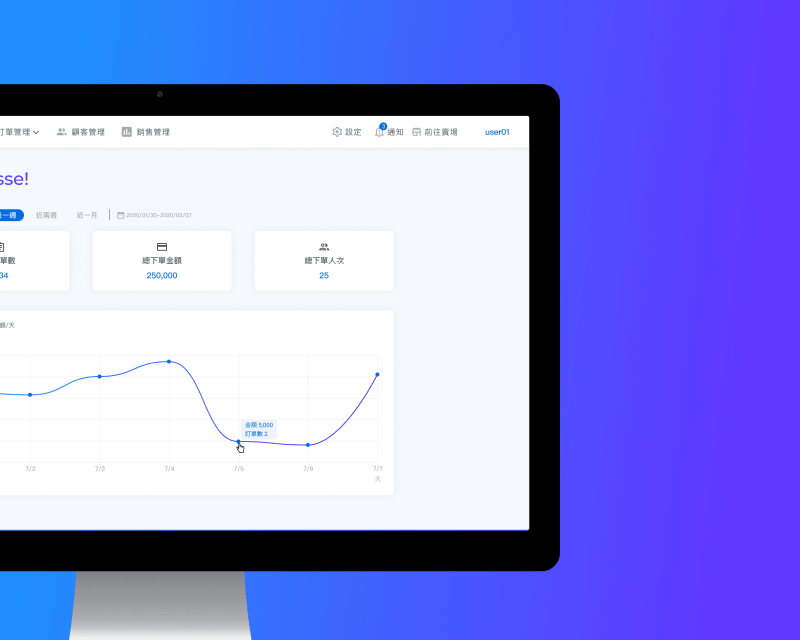 訂單管理 顧客管理 銷售管理 設定 3 通知 前往賣場 user01
sse!
近一週 近兩週 近一月 2020/01/30~2020/02/07
單數 總下單金額 總下單人次
34 250,000 25
額/天
金額 5,000
訂單數 2
7/2 7/3 7/4 7/5 7/6 7/7
天